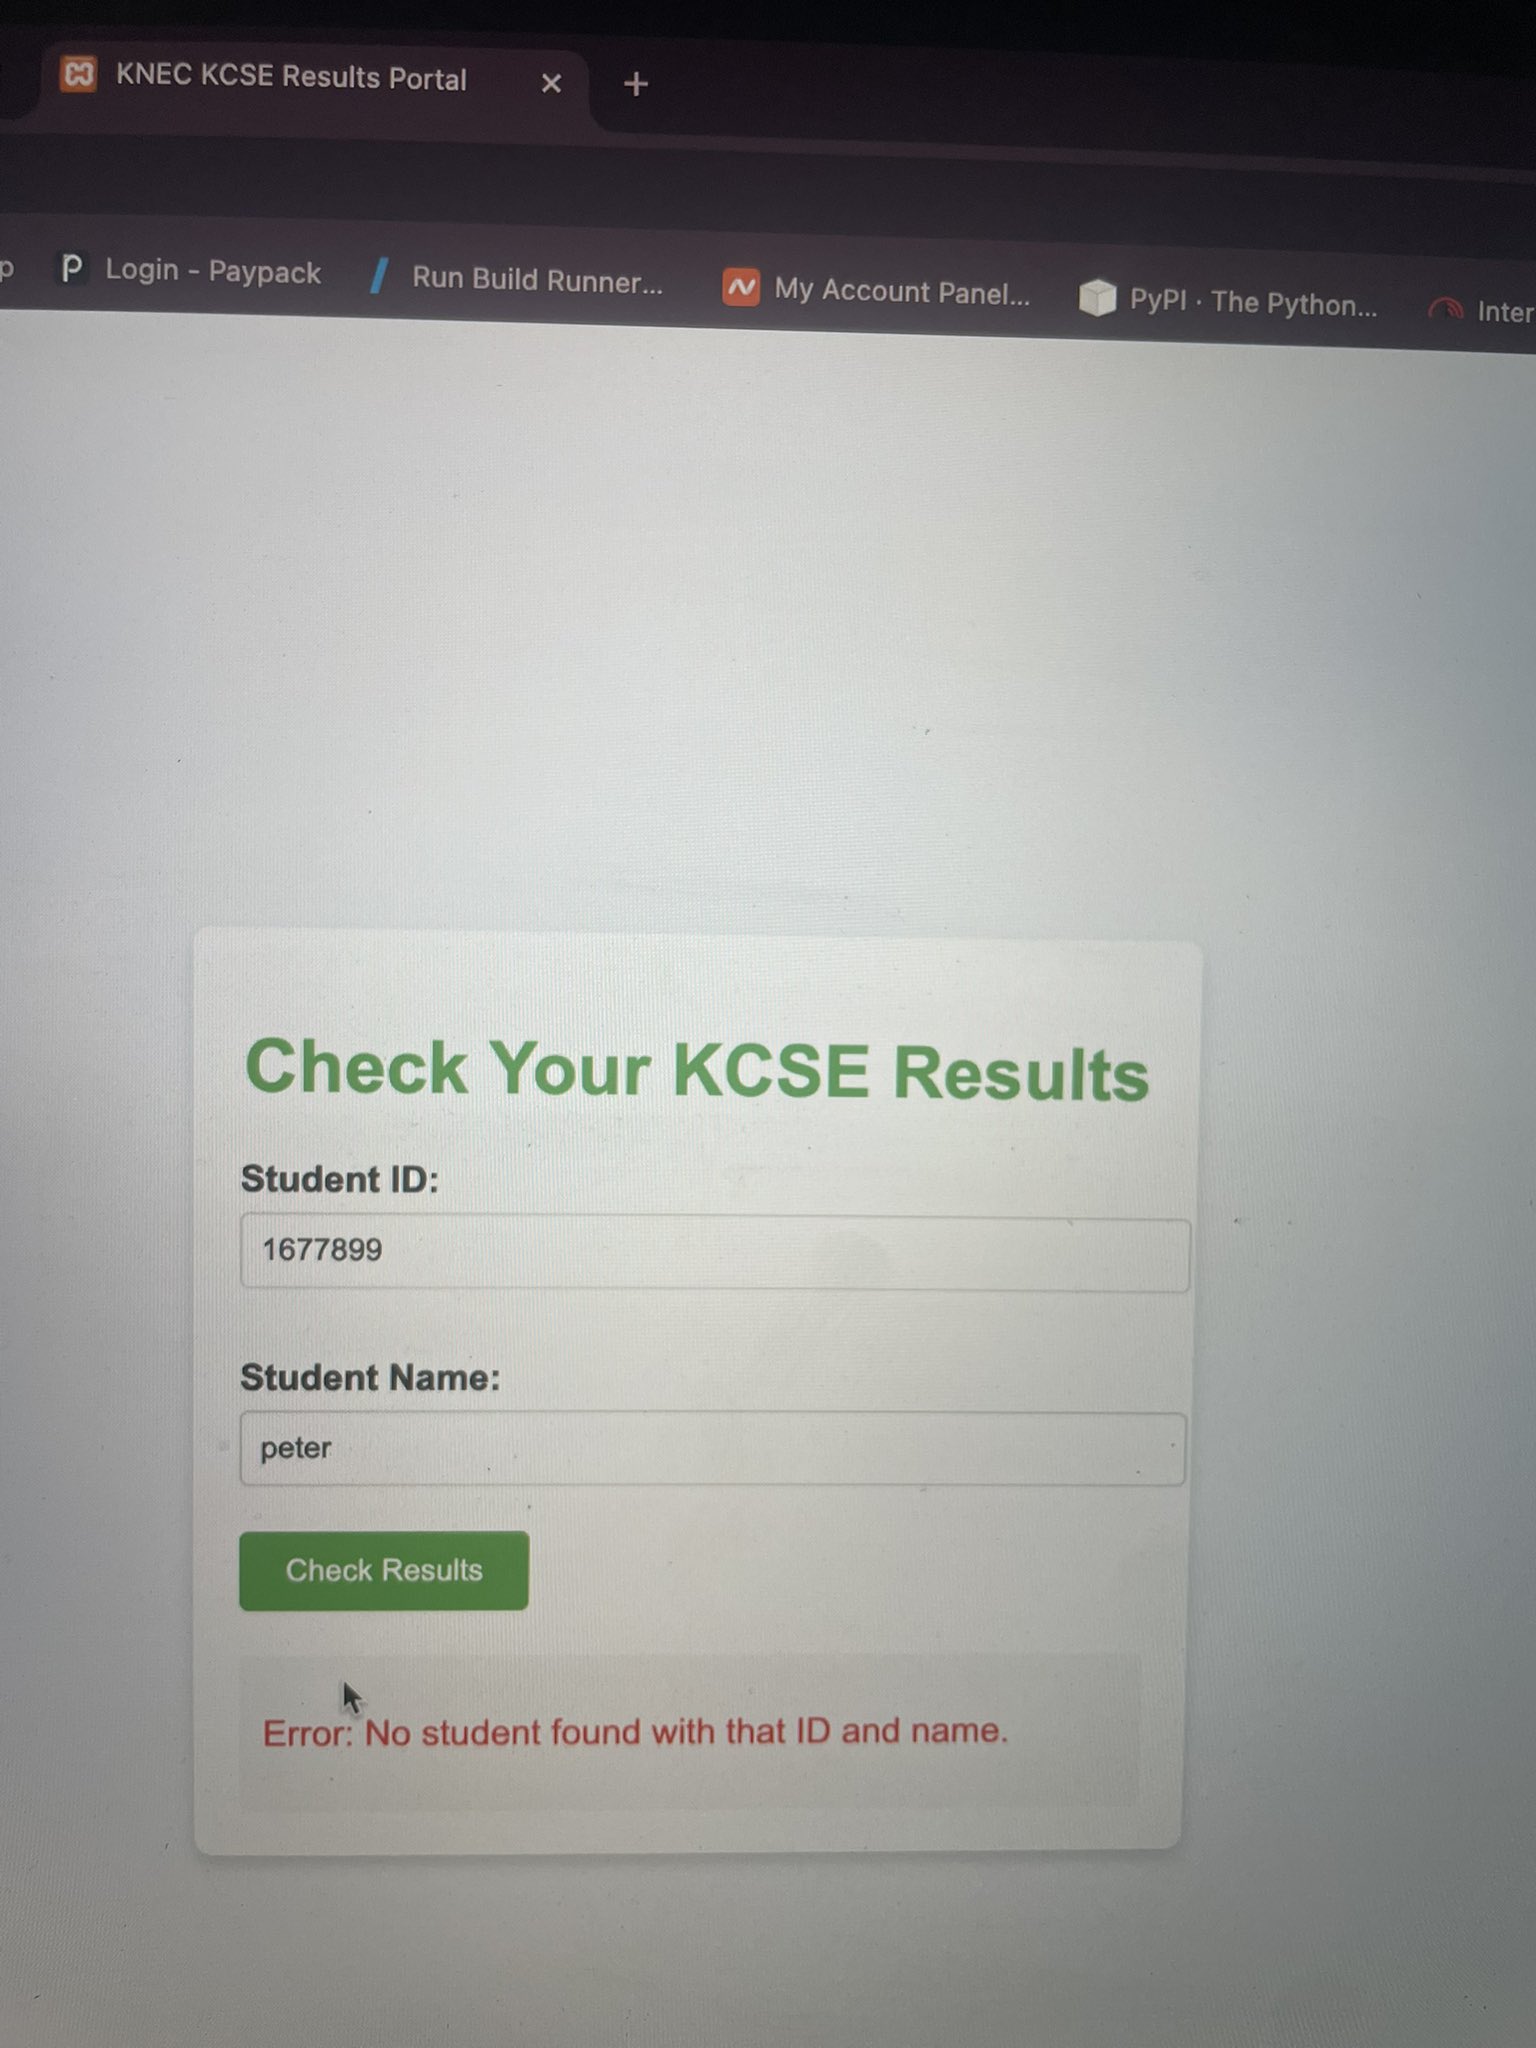 KNEC KCSE Results Portal
Login - Paypack
Run Build Runner...
My Account Panel...
PyPI · The Python...
Inter
Check Your KCSE Results
Student ID:
1677899
Student Name:
peter
Check Results
Error: No student found with that ID and name.